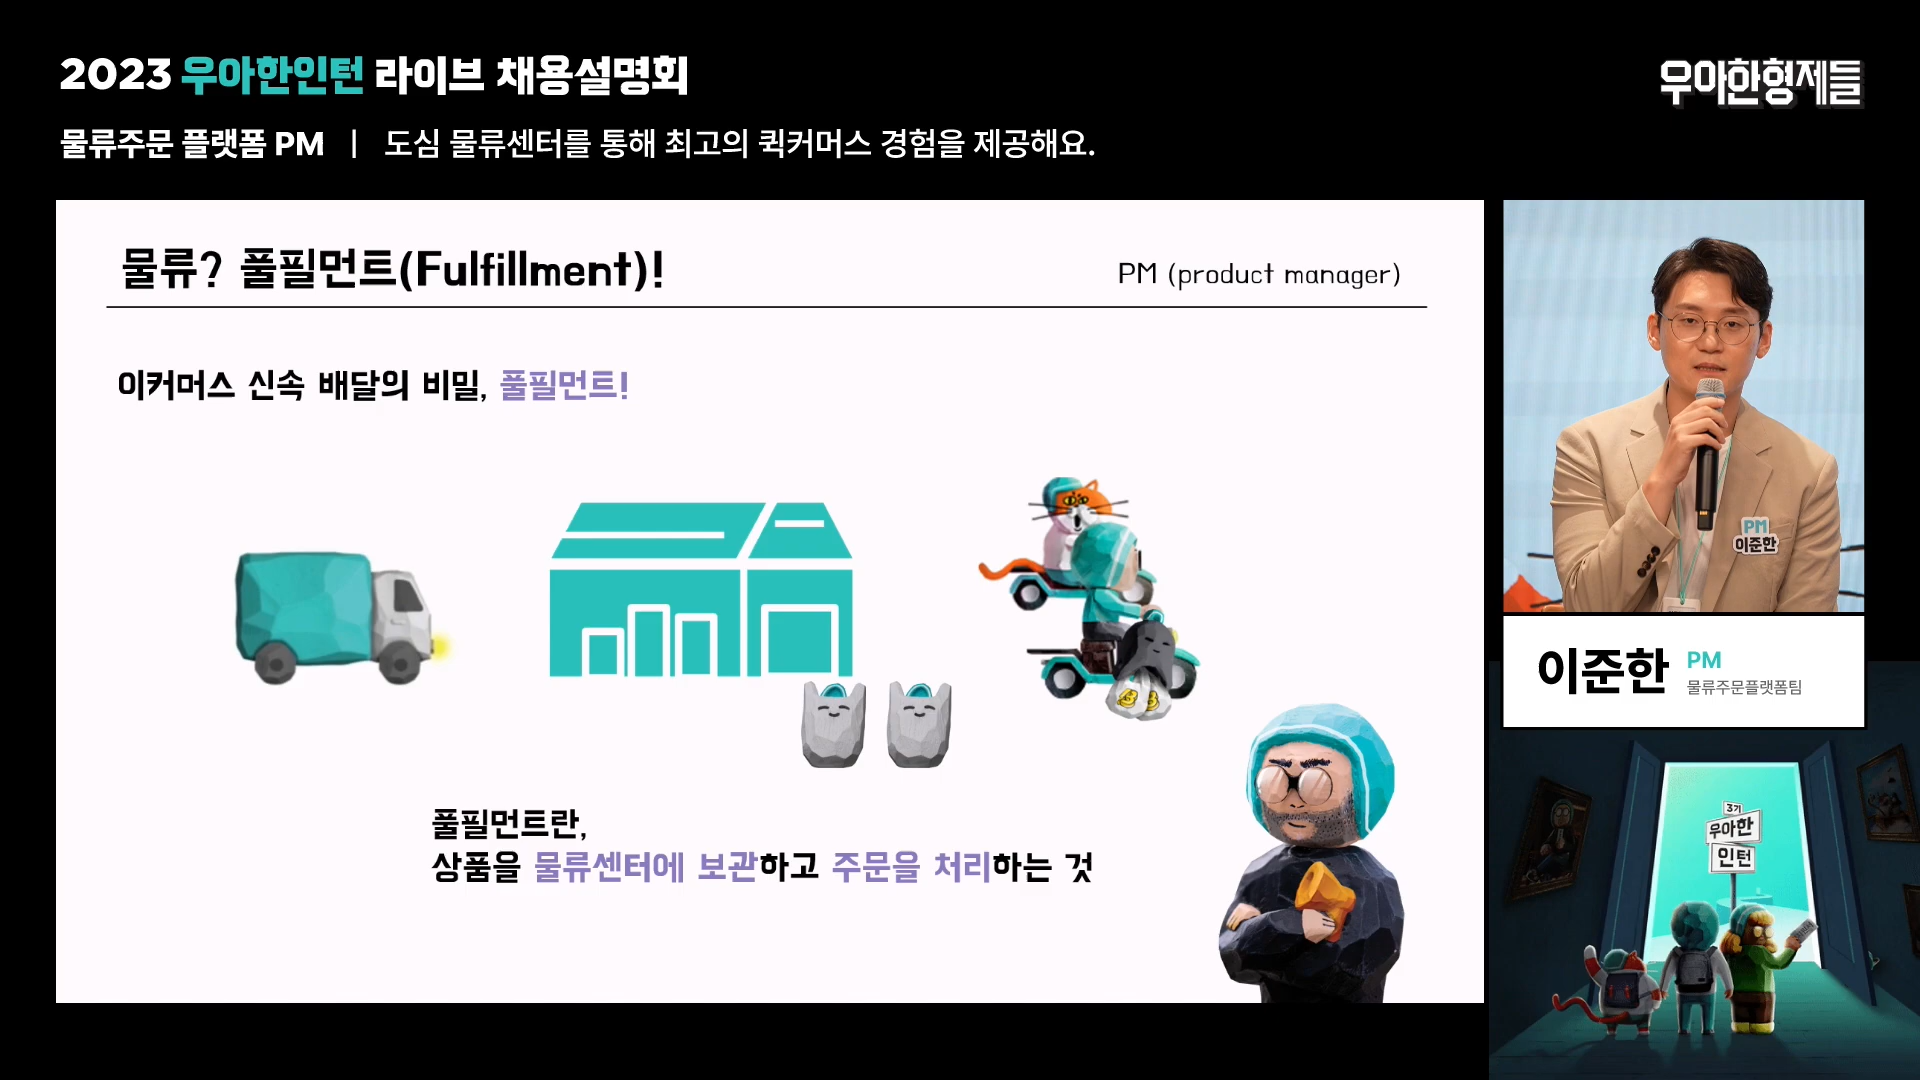 2023 우아한인턴 라이브 채용설명회
우아한형제들
물류주문 플랫폼 PM | 도심 물류센터를 통해 최고의 퀵커머스 경험을 제공해요.
물류? 풀필먼트(Fulfillment)!
PM (product manager)
이커머스 신속 배달의 비밀, 풀필먼트!
풀필먼트란,
상품을 물류센터에 보관하고 주문을 처리하는 것
PM
이준한
이준한 PM
물류주문플랫폼팀
3기
우아한
인턴